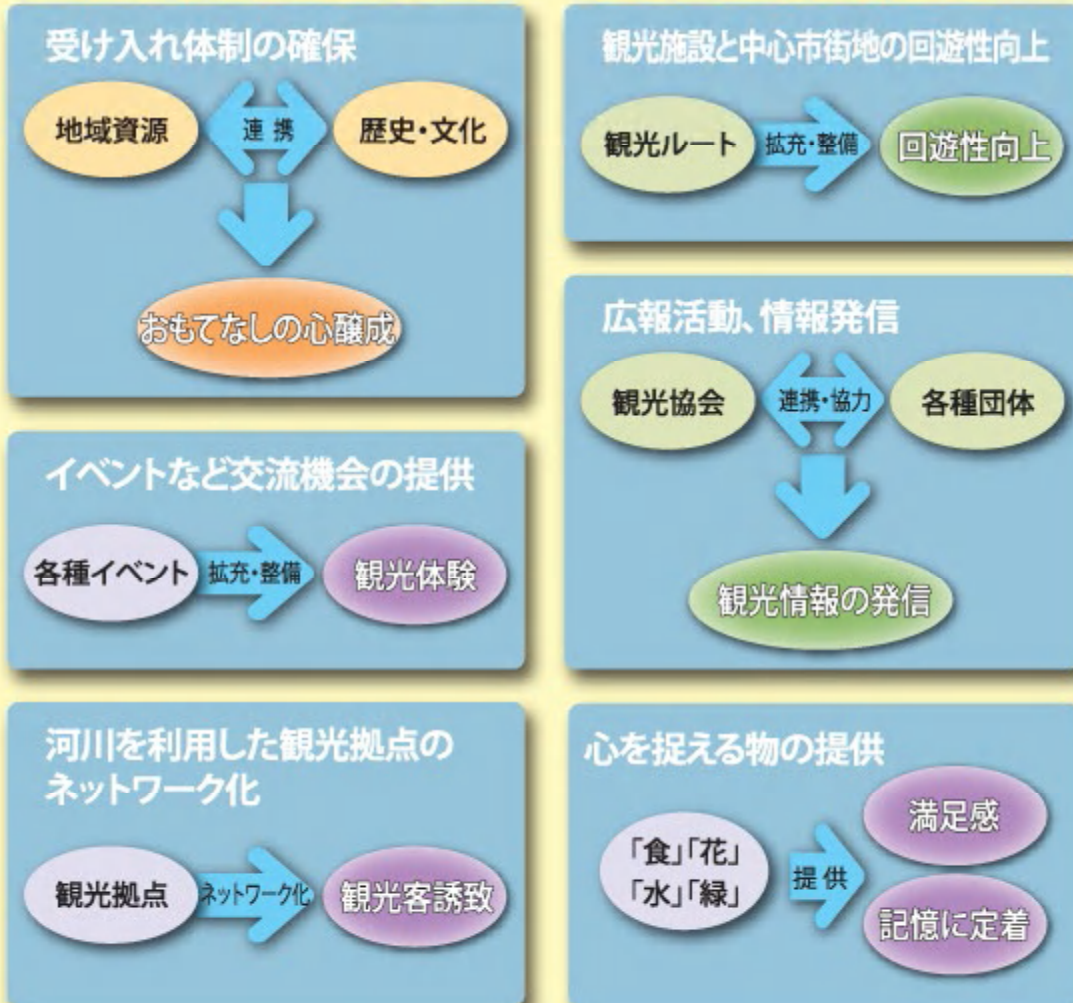 受け入れ体制の確保
地域資源
連携
歴史・文化
おもてなしの心醸成
イベントなど交流機会の提供
各種イベント
拡充・整備
観光体験
河川を利用した観光拠点の
ネットワーク化
観光拠点
ネットワーク化
観光客誘致
観光施設と中心市街地の回遊性向上
観光ルート
拡充・整備
回遊性向上
広報活動、情報発信
観光協会
連携・協力
各種団体
観光情報の発信
心を捉える物の提供
「食」「花」
「水」「緑」
提供
満足感
記憶に定着